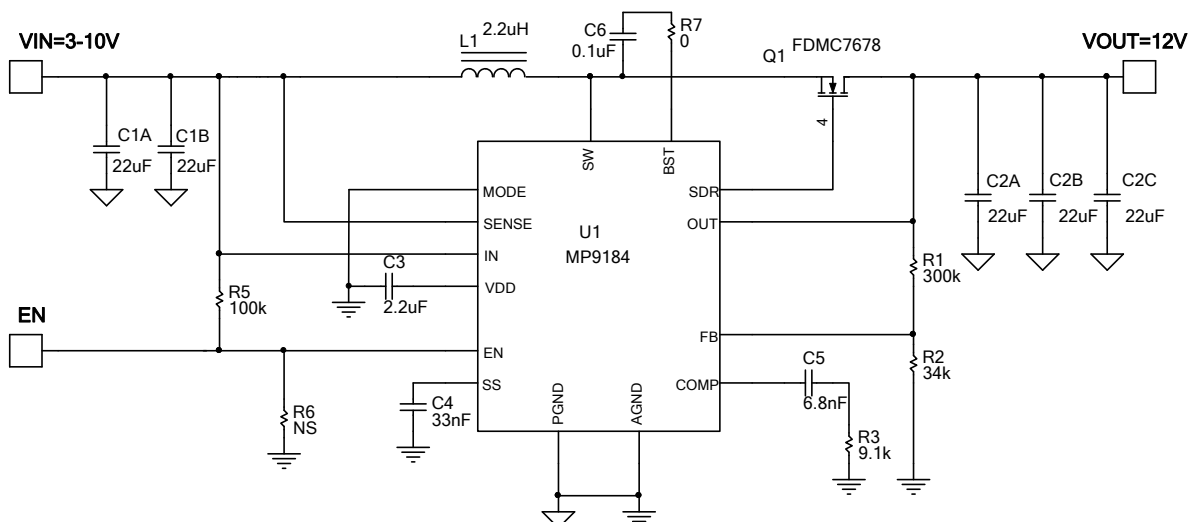 VIN=3-10V
L1
2.2uH
C6
0.1uF
R7
0
Q1
FDMC7678
VOUT=12V
4
C1A
22uF
C1B
22uF
SW
BST
MODE
SENSE
IN
VDD
EN
SS
U1
MP9184
SDR
OUT
FB
COMP
PGND
AGND
C2A
22uF
C2B
22uF
C2C
22uF
C3
2.2uF
R1
300k
R5
100k
EN
R2
34k
C5
6.8nF
R6
NS
C4
33nF
R3
9.1k